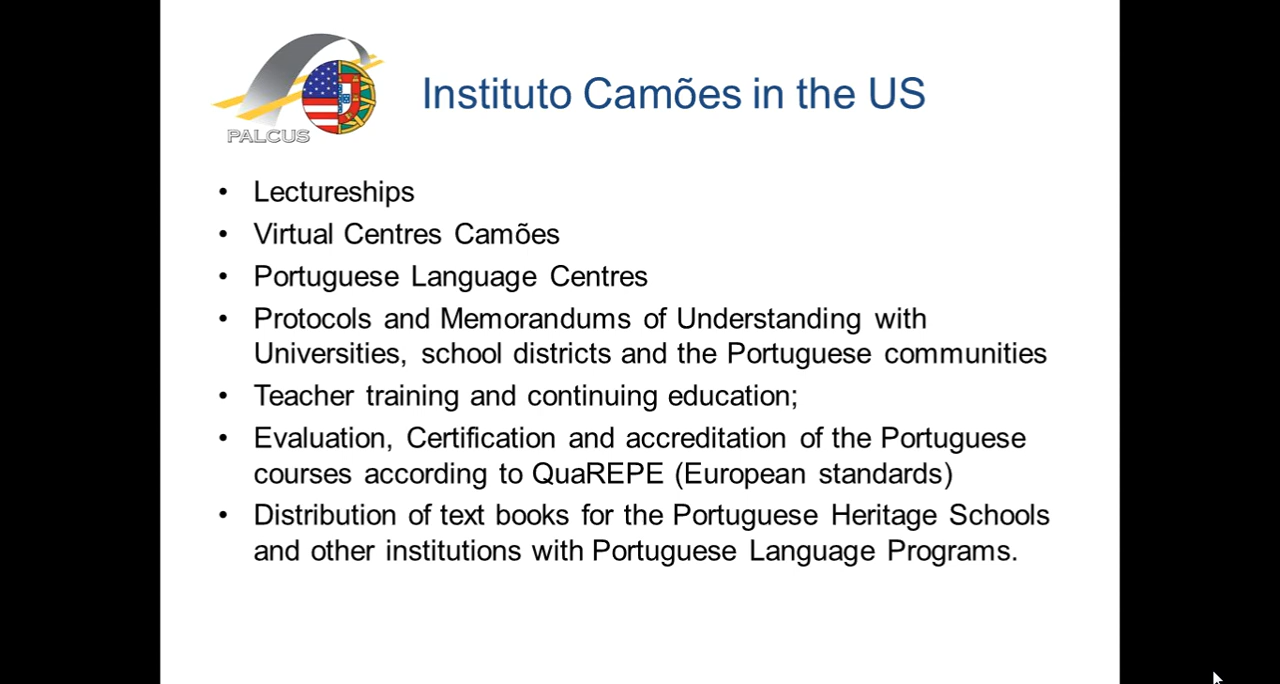 PALCUS
Instituto Camões in the US
• Lectureships
• Virtual Centres Camões
• Portuguese Language Centres
• Protocols and Memorandums of Understanding with
Universities, school districts and the Portuguese communities
• Teacher training and continuing education;
• Evaluation, Certification and accreditation of the Portuguese
courses according to QuaREPE (European standards)
• Distribution of text books for the Portuguese Heritage Schools
and other institutions with Portuguese Language Programs.